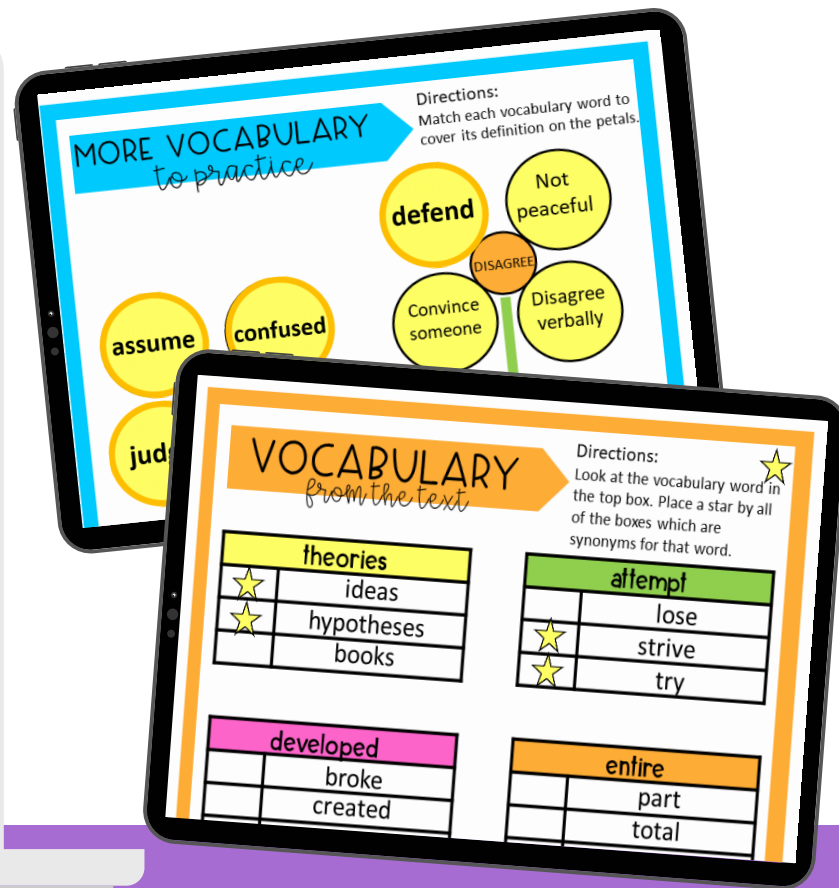 MORE VOCABULARY
to practice
Directions:
Match each vocabulary word to
cover its definition on the petals.
defend
Not
peaceful
DISAGREE
Convince
someone
Disagree
verbally
assume
confused
VOCABULARY
from the text
Directions:
Look at the vocabulary word in
the top box. Place a star by all
of the boxes which are
synonyms for that word.
theories
ideas
hypotheses
books
attempt
lose
strive
try
developed
broke
created
entire
part
total